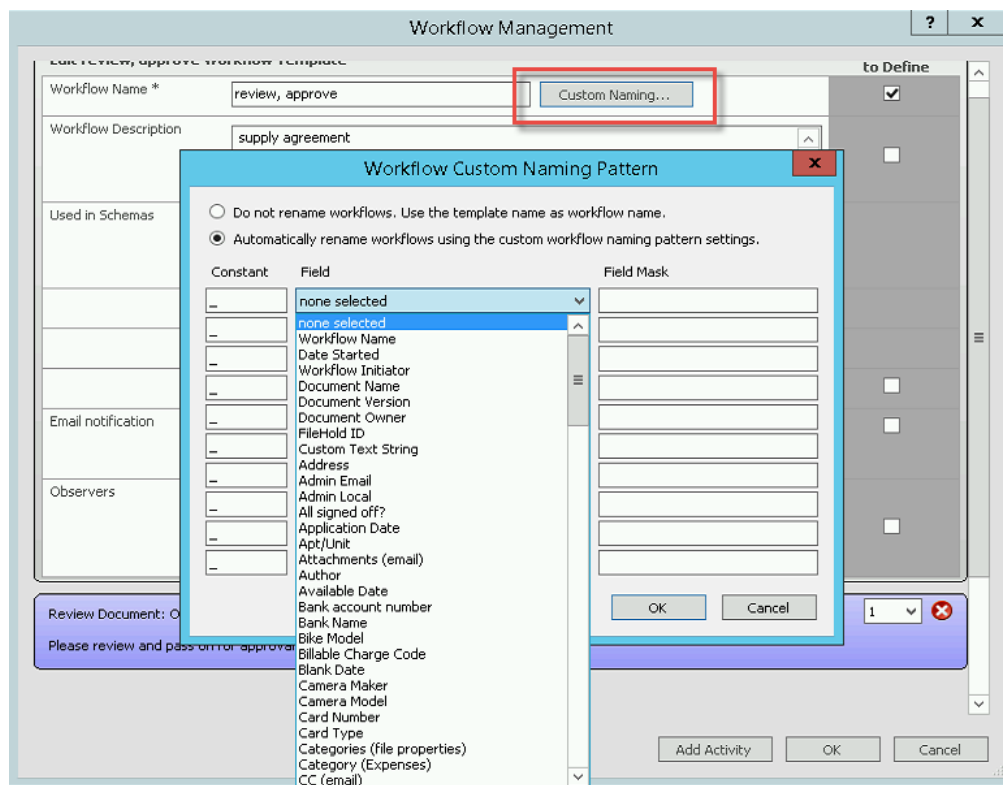 Workflow Management
? x
Edit review, approve Workflow Template
to Define
Workflow Name *
review, approve
Custom Naming...
Workflow Description
supply agreement
Workflow Custom Naming Pattern
x
Do not rename workflows. Use the template name as workflow name.
Used in Schemas
Automatically rename workflows using the custom workflow naming pattern settings.
Constant Field Field Mask
_ none selected
_ none selected
Workflow Name
_ Date Started
Workflow Initiator
_ Document Name
Document Version
_ Document Owner
Email notification
FileHold ID
_ Custom Text String
Address
_ Admin Email
Observers
Admin Local
_ All signed off?
Application Date
_ Apt/Unit
_ Attachments (email)
Author
Available Date
Bank account number
OK Cancel
Review Document: O
1
Bank Name
Bike Model
Please review and pass on for approval
Billable Charge Code
Blank Date
Camera Maker
Camera Model
Card Number
Card Type
Categories (file properties)
Category (Expenses)
CC (email)
Add Activity OK Cancel